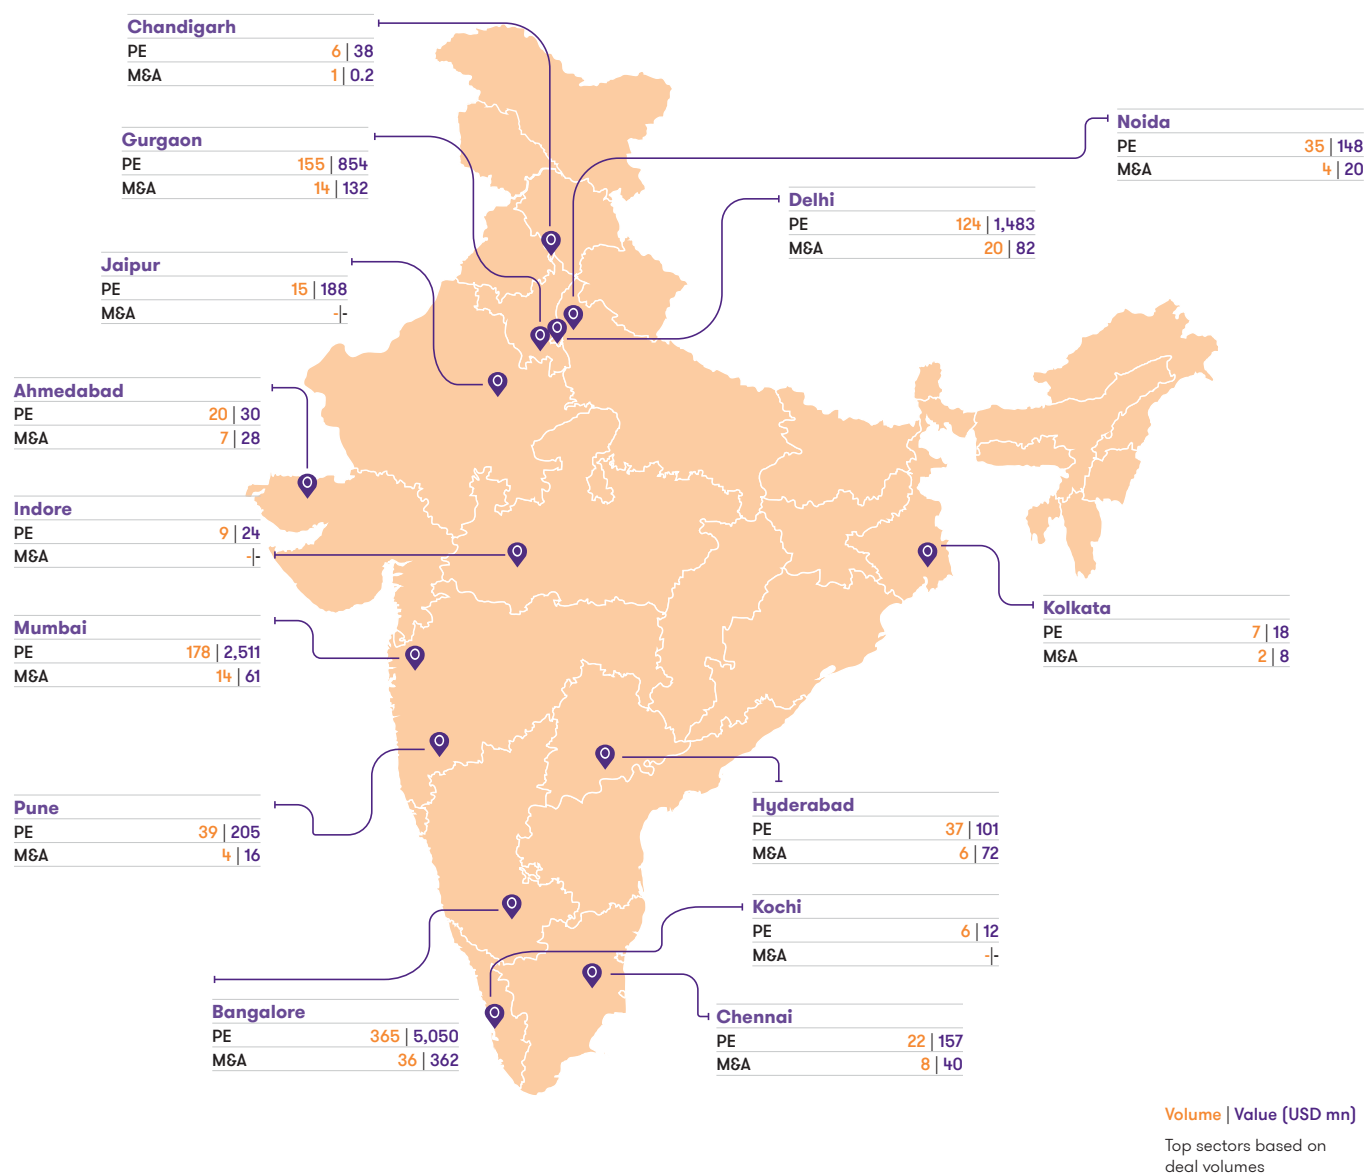 Chandigarh
PE 6 | 38
M&A 1 | 0.2
Gurgaon
PE 155 | 854
M&A 14 | 132
Noida
PE 35 | 148
M&A 4 | 20
Delhi
PE 124 | 1,483
M&A 20 | 82
Jaipur
PE 15 | 188
M&A -|-
Ahmedabad
PE 20 | 30
M&A 7 | 28
Indore
PE 9 | 24
M&A -|-
Mumbai
PE 178 | 2,511
M&A 14 | 61
Kolkata
PE 7 | 18
M&A 2 | 8
Pune
PE 39 | 205
M&A 4 | 16
Hyderabad
PE 37 | 101
M&A 6 | 72
Kochi
PE 6 | 12
M&A -|-
Bangalore
PE 365 | 5,050
M&A 36 | 362
Chennai
PE 22 | 157
M&A 8 | 40
Volume | Value (USD mn)
Top sectors based on
deal volumes